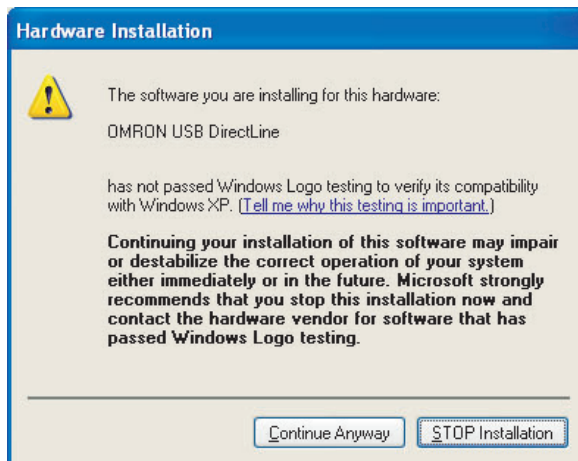 Hardware Installation
The software you are installing for this hardware:
OMRON USB DirectLine
has not passed Windows Logo testing to verify its compatibility
with Windows XP. (Tell me why this testing is important.)
Continuing your installation of this software may impair
or destabilize the correct operation of your system
either immediately or in the future. Microsoft strongly
recommends that you stop this installation now and
contact the hardware vendor for software that has
passed Windows Logo testing.
Continue Anyway
STOP Installation